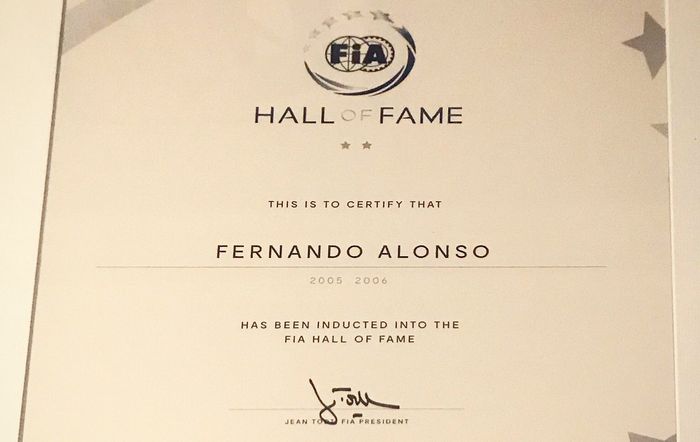 FIA
HALL OF FAME
THIS IS TO CERTIFY THAT
FERNANDO ALONSO
2005 2006
HAS BEEN INDUCTED INTO THE
FIA HALL OF FAME
JEAN TODT FIA PRESIDENT